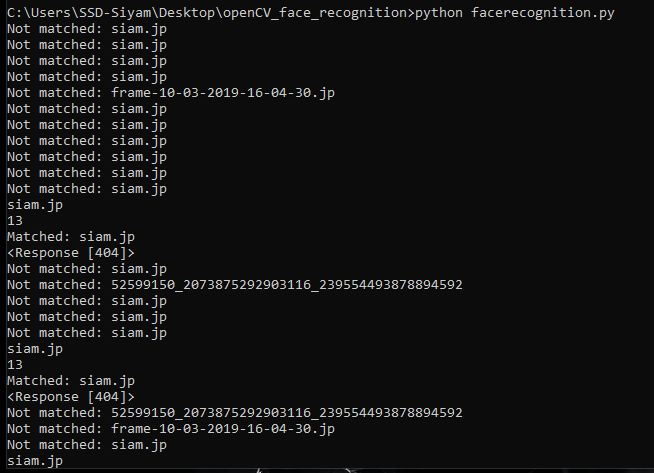 C:\Users\SSD-Siyam\Desktop\openCV_face_recognition>python facerecognition.py
Not matched: siam.jp
Not matched: siam.jp
Not matched: siam.jp
Not matched: siam.jp
Not matched: frame-10-03-2019-16-04-30.jp
Not matched: siam.jp
Not matched: siam.jp
Not matched: siam.jp
Not matched: siam.jp
Not matched: siam.jp
Not matched: siam.jp
siam.jp
13
Matched: siam.jp
<Response [404]>
Not matched: siam.jp
Not matched: 52599150_2073875292903116_239554493878894592
Not matched: siam.jp
Not matched: siam.jp
Not matched: siam.jp
siam.jp
13
Matched: siam.jp
<Response [404]>
Not matched: 52599150_2073875292903116_239554493878894592
Not matched: frame-10-03-2019-16-04-30.jp
Not matched: siam.jp
siam.jp